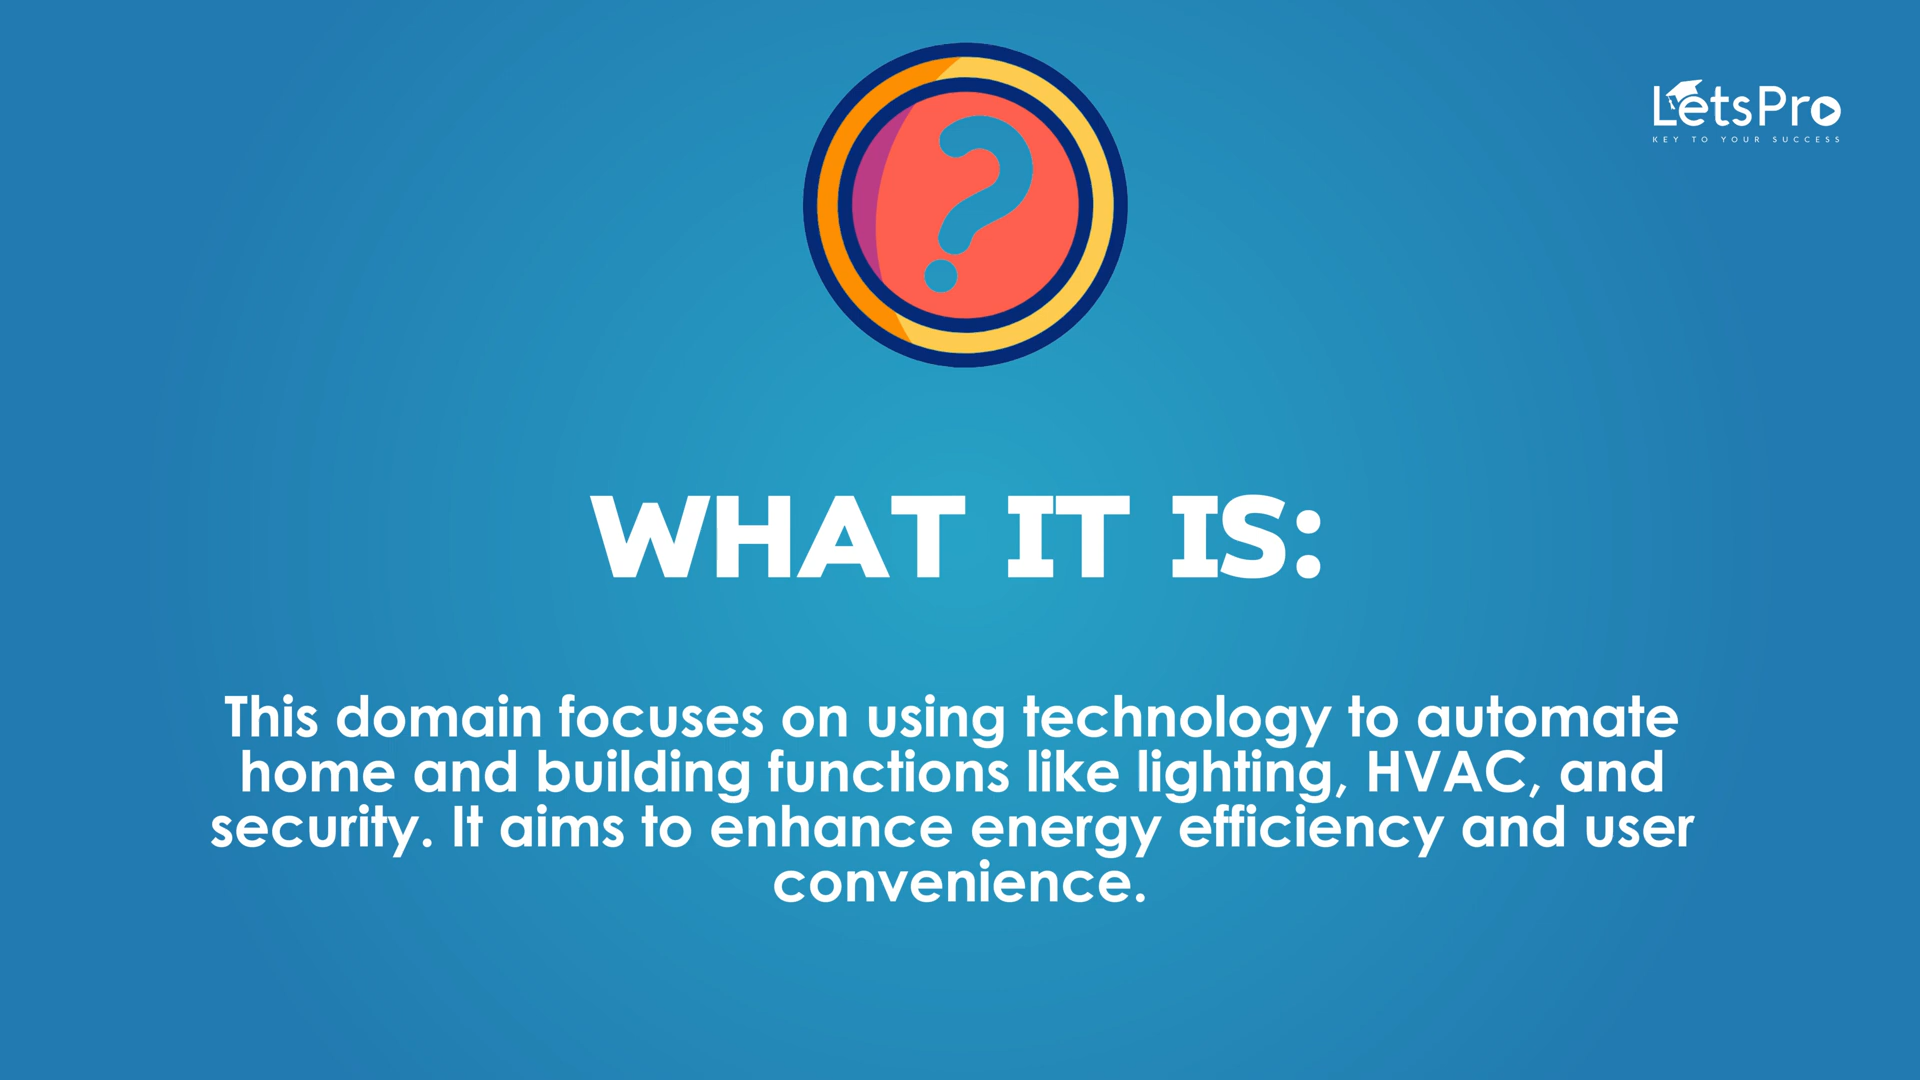 LetsPro
KEY TO YOUR SUCCESS
WHAT IT IS:
This domain focuses on using technology to automate
home and building functions like lighting, HVAC, and
security. It aims to enhance energy efficiency and user
convenience.